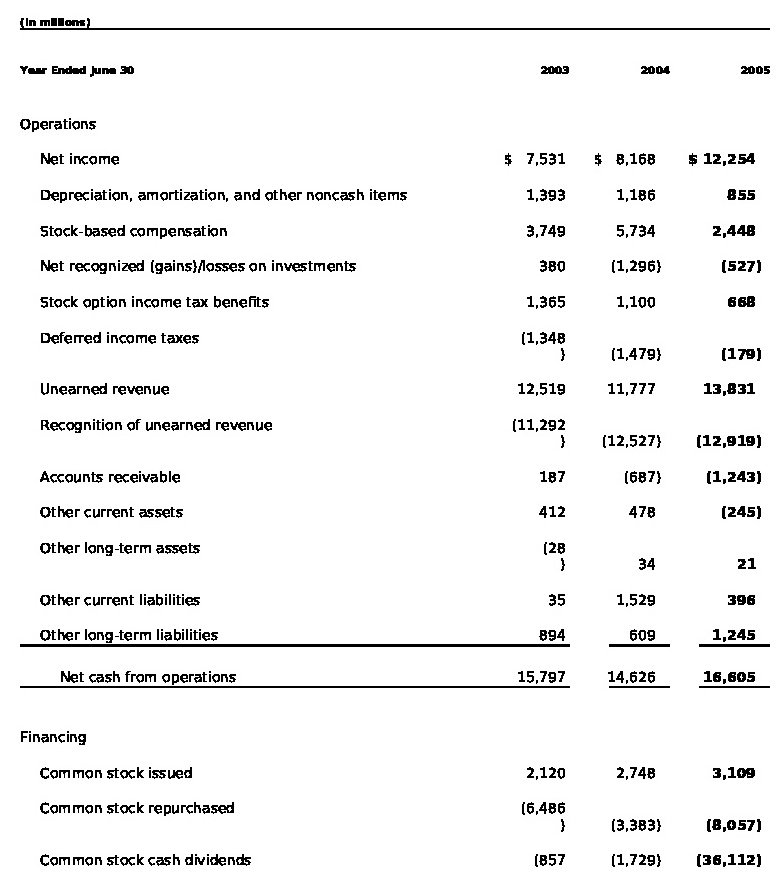 (In millions)
Year Ended June 30 2003 2004 2005
Operations
Net income $ 7,531 $ 8,168 $ 12,254
Depreciation, amortization, and other noncash items 1,393 1,186 855
Stock-based compensation 3,749 5,734 2,448
Net recognized (gains)/losses on investments 380 (1,296) (527)
Stock option income tax benefits 1,365 1,100 668
Deferred income taxes (1,348
) (1,479) (179)
Unearned revenue 12,519 11,777 13,831
Recognition of unearned revenue (11,292
) (12,527) (12,919)
Accounts receivable 187 (687) (1,243)
Other current assets 412 478 (245)
Other long-term assets (28
) 34 21
Other current liabilities 35 1,529 396
Other long-term liabilities 894 609 1,245
Net cash from operations 15,797 14,626 16,605
Financing
Common stock issued 2,120 2,748 3,109
Common stock repurchased (6,486
) (3,383) (8,057)
Common stock cash dividends (857 (1,729) (36,112)